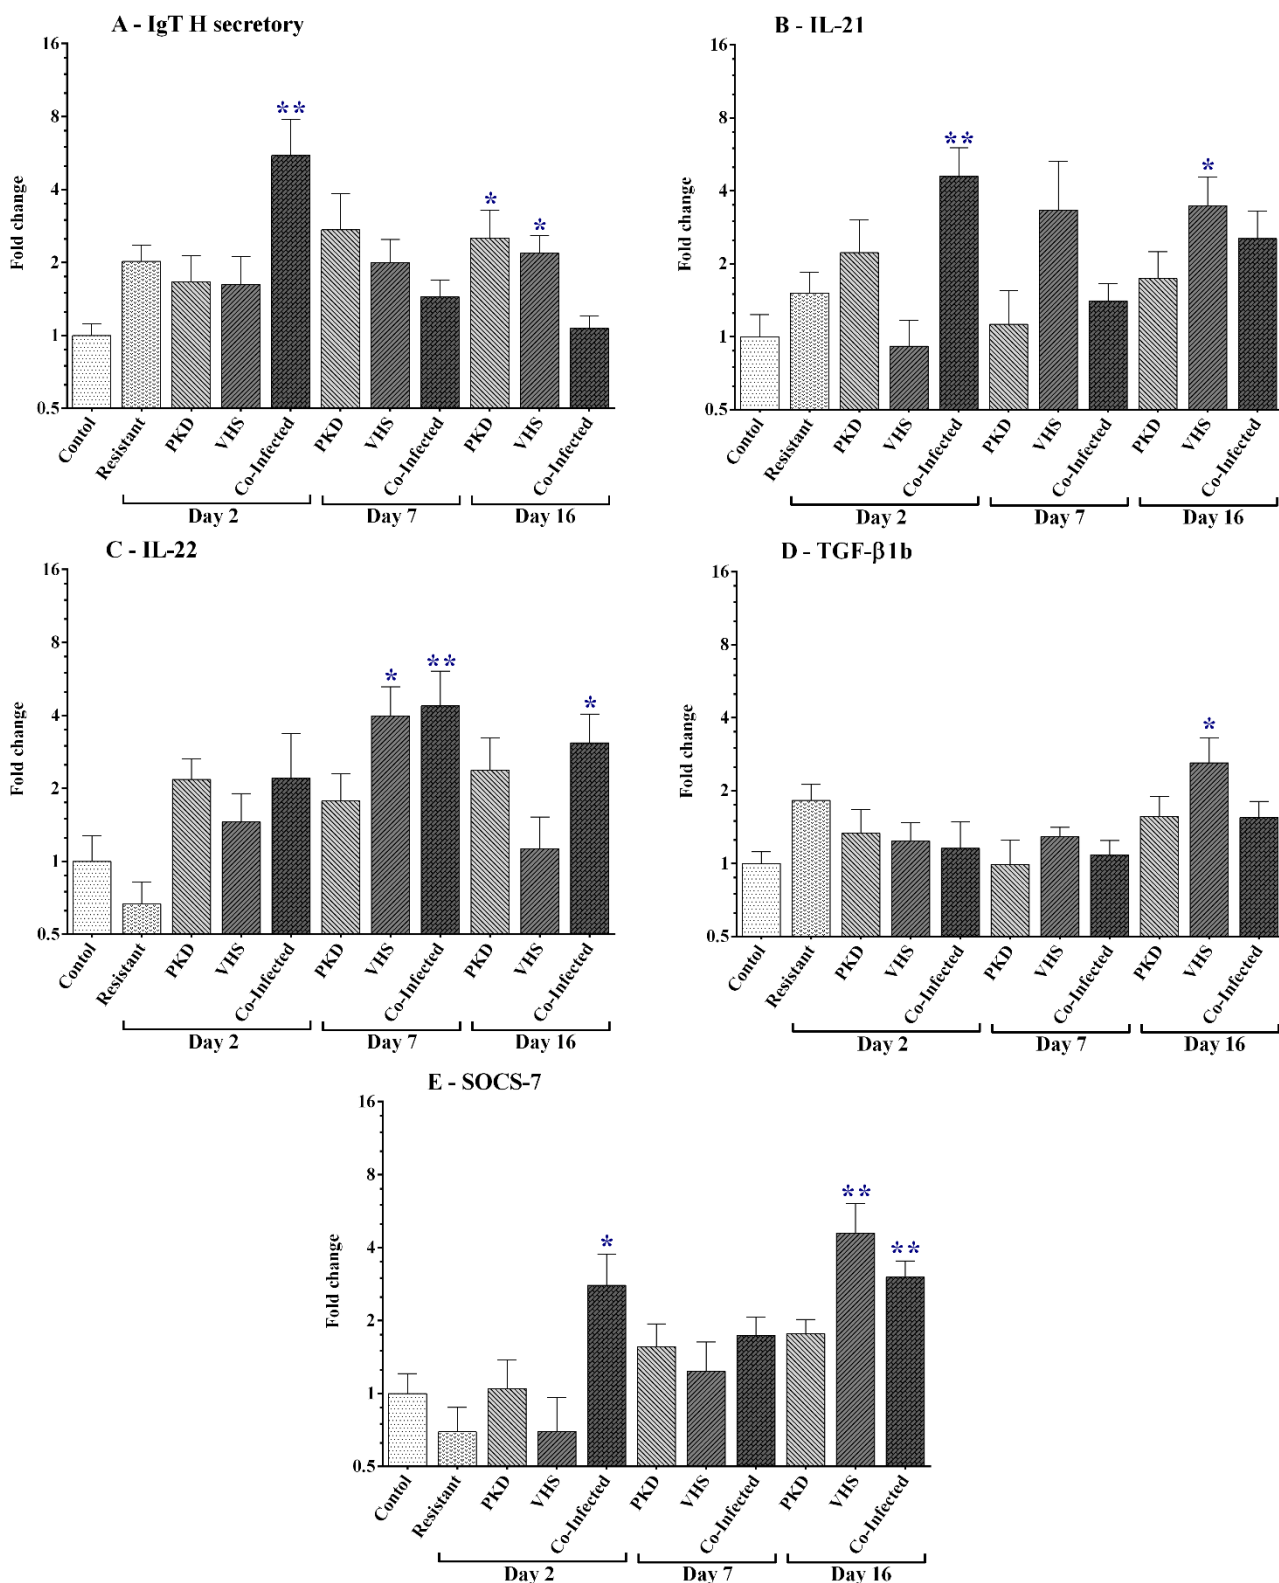 A - IgT H secretory
16
8
4
2
1
0.5
Fold change
**
*
*
Contol
Resistant
PKD
VHS
Co-Infected
PKD
VHS
Co-Infected
PKD
VHS
Co-Infected
Day 2
Day 7
Day 16
B - IL-21
16
8
4
2
1
0.5
Fold change
**
*
Contol
Resistant
PKD
VHS
Co-Infected
PKD
VHS
Co-Infected
PKD
VHS
Co-Infected
Day 2
Day 7
Day 16
C - IL-22
16
8
4
2
1
0.5
Fold change
*
**
*
Contol
Resistant
PKD
VHS
Co-Infected
PKD
VHS
Co-Infected
PKD
VHS
Co-Infected
Day 2
Day 7
Day 16
D - TGF-β1b
16
8
4
2
1
0.5
Fold change
*
Contol
Resistant
PKD
VHS
Co-Infected
PKD
VHS
Co-Infected
PKD
VHS
Co-Infected
Day 2
Day 7
Day 16
E - SOCS-7
16
8
4
2
1
0.5
Fold change
*
**
**
Contol
Resistant
PKD
VHS
Co-Infected
PKD
VHS
Co-Infected
PKD
VHS
Co-Infected
Day 2
Day 7
Day 16